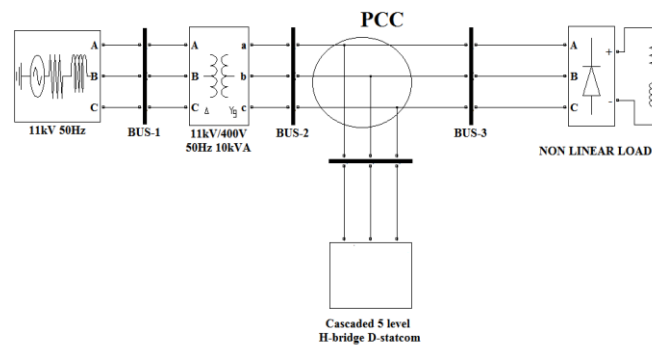 PCC
A
B
C
A
B
C
a
b
c
A
B
C
+
-
Δ
Yg
11kV 50Hz
BUS-1
11kV/400V
50Hz 10kVA
BUS-2
BUS-3
NON LINEAR LOAD
Cascaded 5 level
H-bridge D-statcom